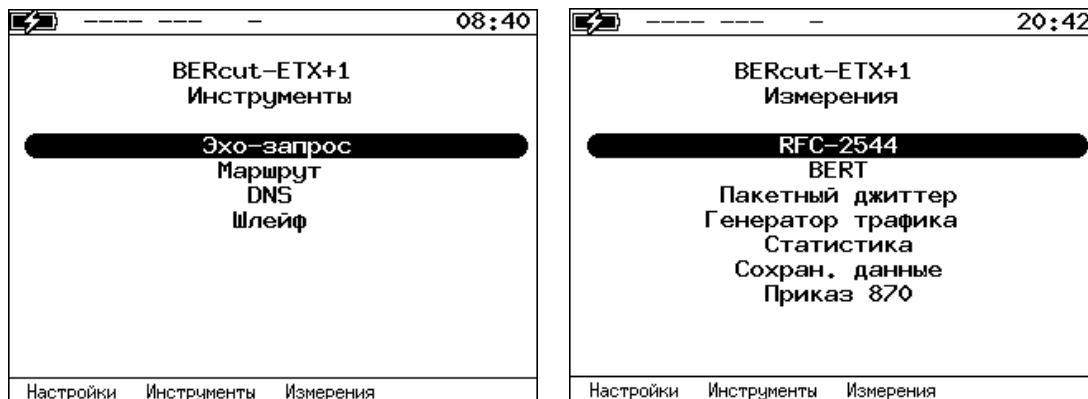 ---- --- - 08:40
BERcut-ETX+1
Инструменты
Эхо-запрос
Маршрут
DNS
Шлейф
Настройки Инструменты Измерения
---- --- - 20:42
BERcut-ETX+1
Измерения
RFC-2544
BERT
Пакетный джиттер
Генератор трафика
Статистика
Сохран. данные
Приказ 870
Настройки Инструменты Измерения